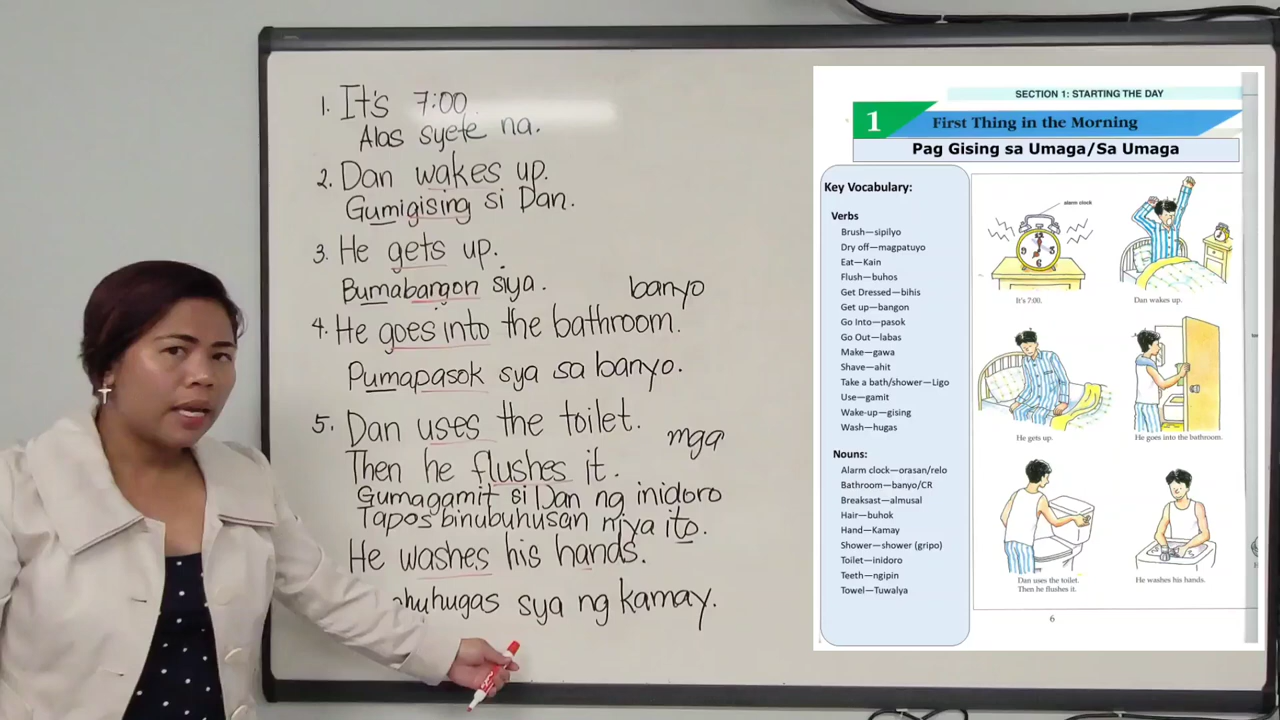 1. It's 7:00.
Alas syete na.
2. Dan wakes up.
Gumigising si Dan.
3. He gets up.
Bumabangon siya.
banyo
4. He goes into the bathroom.
Pumapasok sya sa banyo.
5. Dan uses the toilet.
mga
Then he flushes it.
Gumagamit si Dan ng inidoro
Tapos binubuhusan niya ito.
He washes his hands.
sya ng kamay.
SECTION 1: STARTING THE DAY
1 First Thing in the Morning
Pag Gising sa Umaga/Sa Umaga
Key Vocabulary:
Verbs
Brush—sipilyo
Dry off—magpatuyo
Eat—Kain
Flush—buhos
Get Dressed—bihis
Get up—bangon
Go Into—pasok
Go Out—labas
Make—gawa
Shave—ahit
Take a bath/shower—Ligo
Use—gamit
Wake-up—gising
Wash—hugas
Nouns:
Alarm clock—orasan/relo
Bathroom—banyo/CR
Breaksast—almusal
Hair—buhok
Hand—Kamay
Shower—shower (gripo)
Toilet—inidoro
Teeth—ngipin
Towel—Tuwalya
alarm clock
It's 7:00.
Dan wakes up.
He gets up.
He goes into the bathroom.
Dan uses the toilet.
Then he flushes it.
He washes his hands.
6